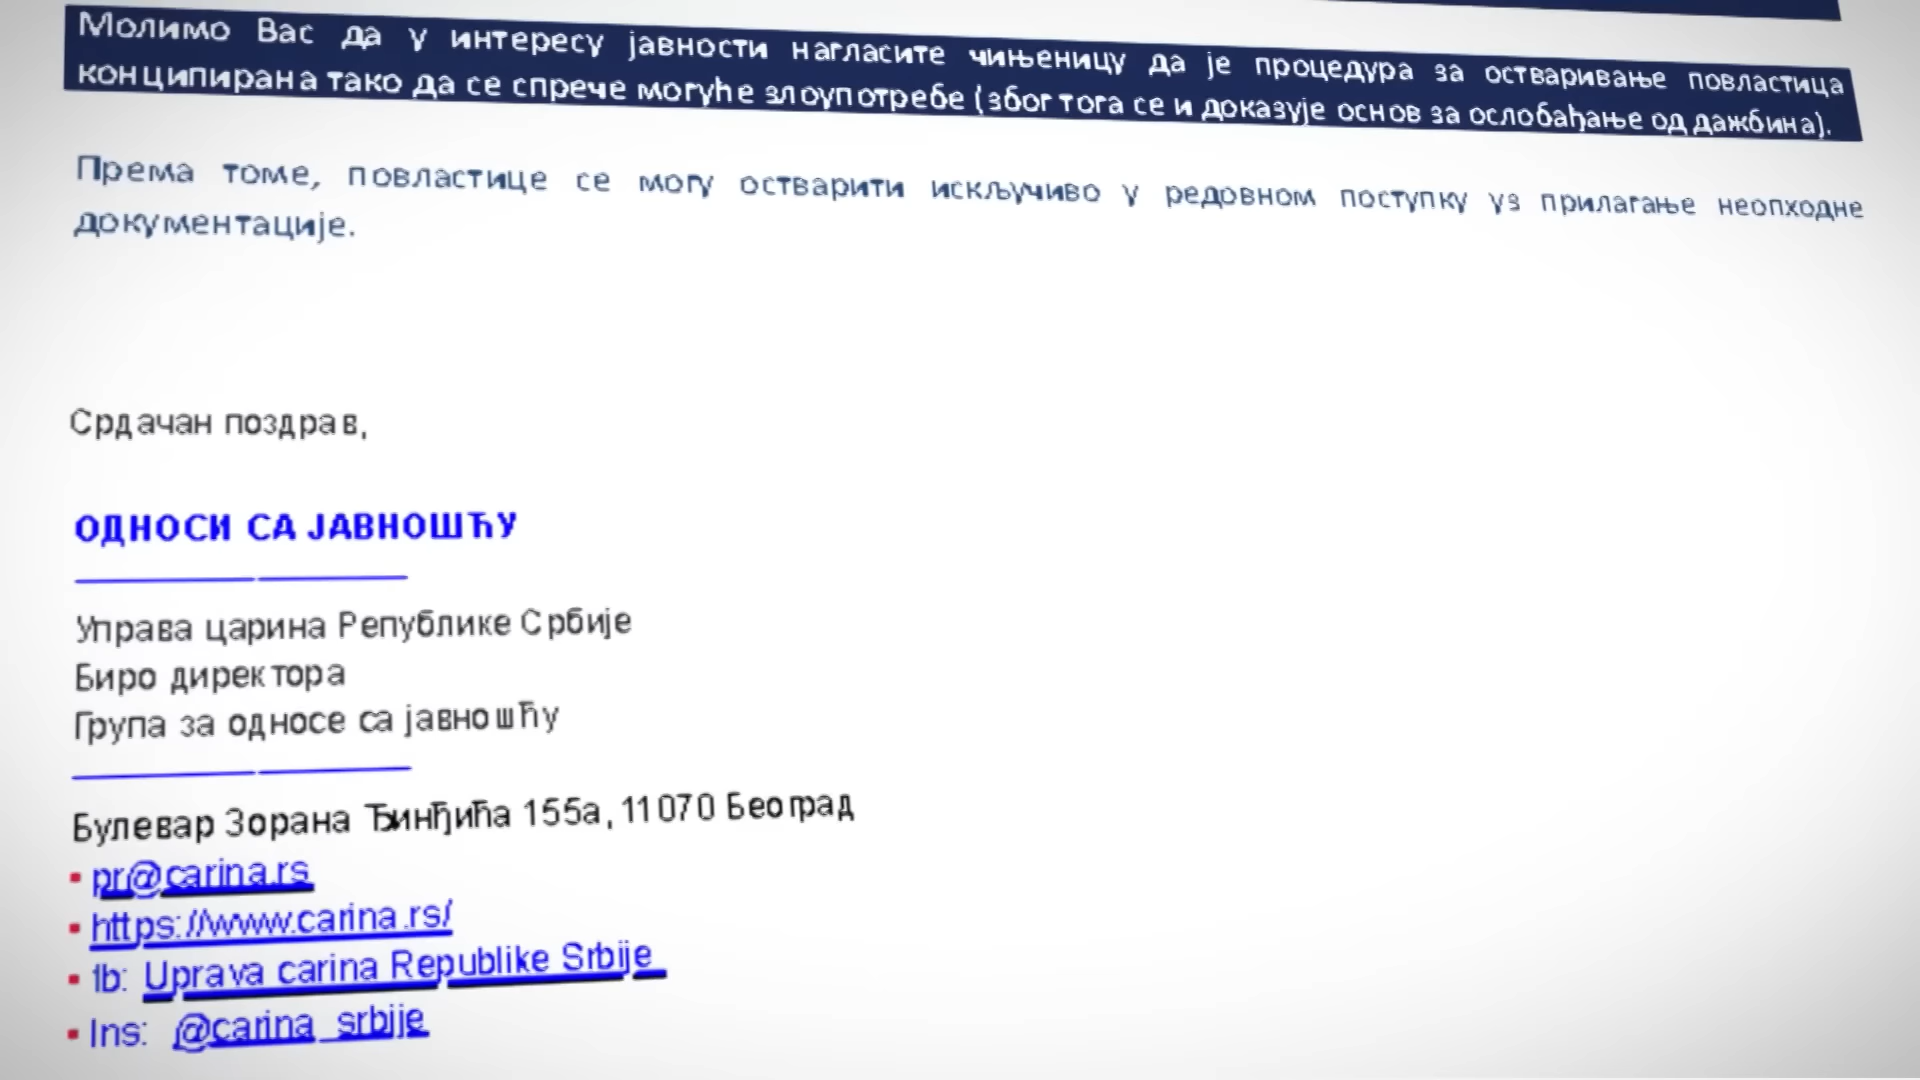 Молимо Вас да у интересу јавности нагласите чињеницу да је процедура за остваривање повластица
конципирана тако да се спрече могуће злоупотребе (због тога се и доказује основ за ослобађање од дажбина).
Према томе, повластице се могу остварити искључиво у редовном поступку уз прилагање неопходне
документације.
Срдачан поздрав,
ОДНОСИ СА ЈАВНОШЋУ
Управа царина Републике Србије
Биро директора
Група за односе са јавношћу
Булевар Зорана Ђинђића 155а, 11070 Београд
▪ pr@carina.rs
▪ https://www.carina.rs/
▪ fb: Uprava carina Republike Srbije
▪ Ins: @carina_srbije